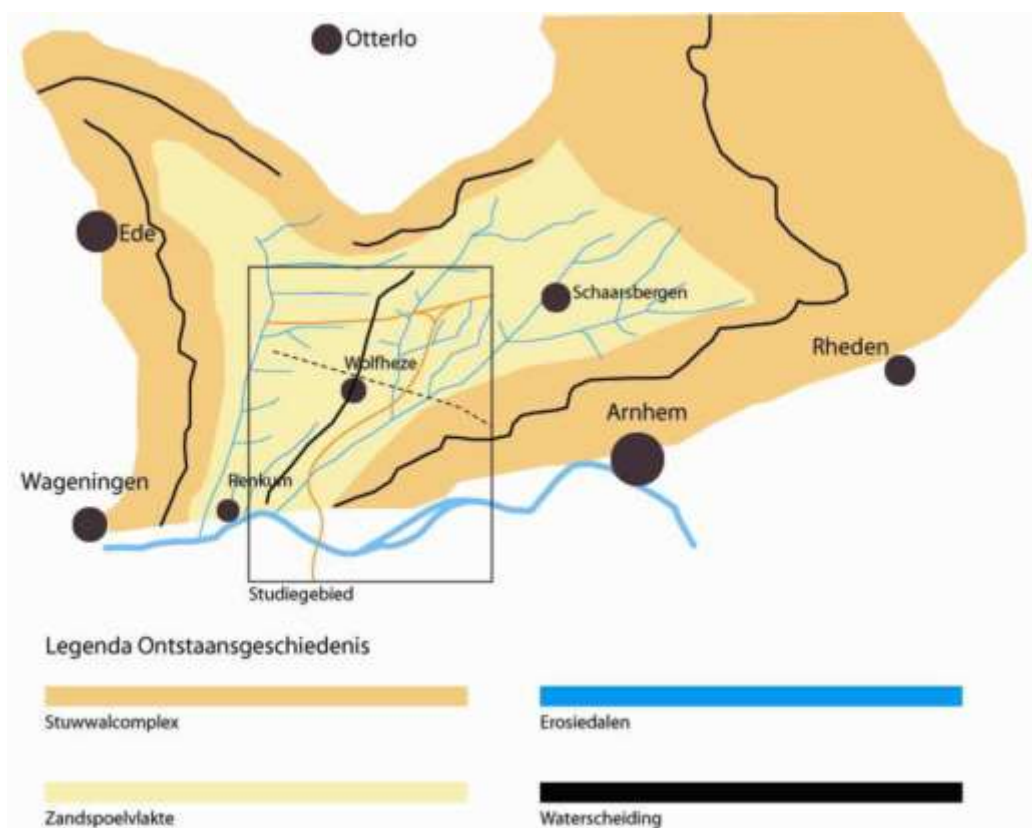 Otterlo
Ede
Schaarsbergen
Wolfheze
Rheden
Arnhem
Wageningen
Renkum
Studiegebied
Legenda Ontstaansgeschiedenis
Stuwwalcomplex
Erosiedalen
Zandspoelvlakte
Waterscheiding